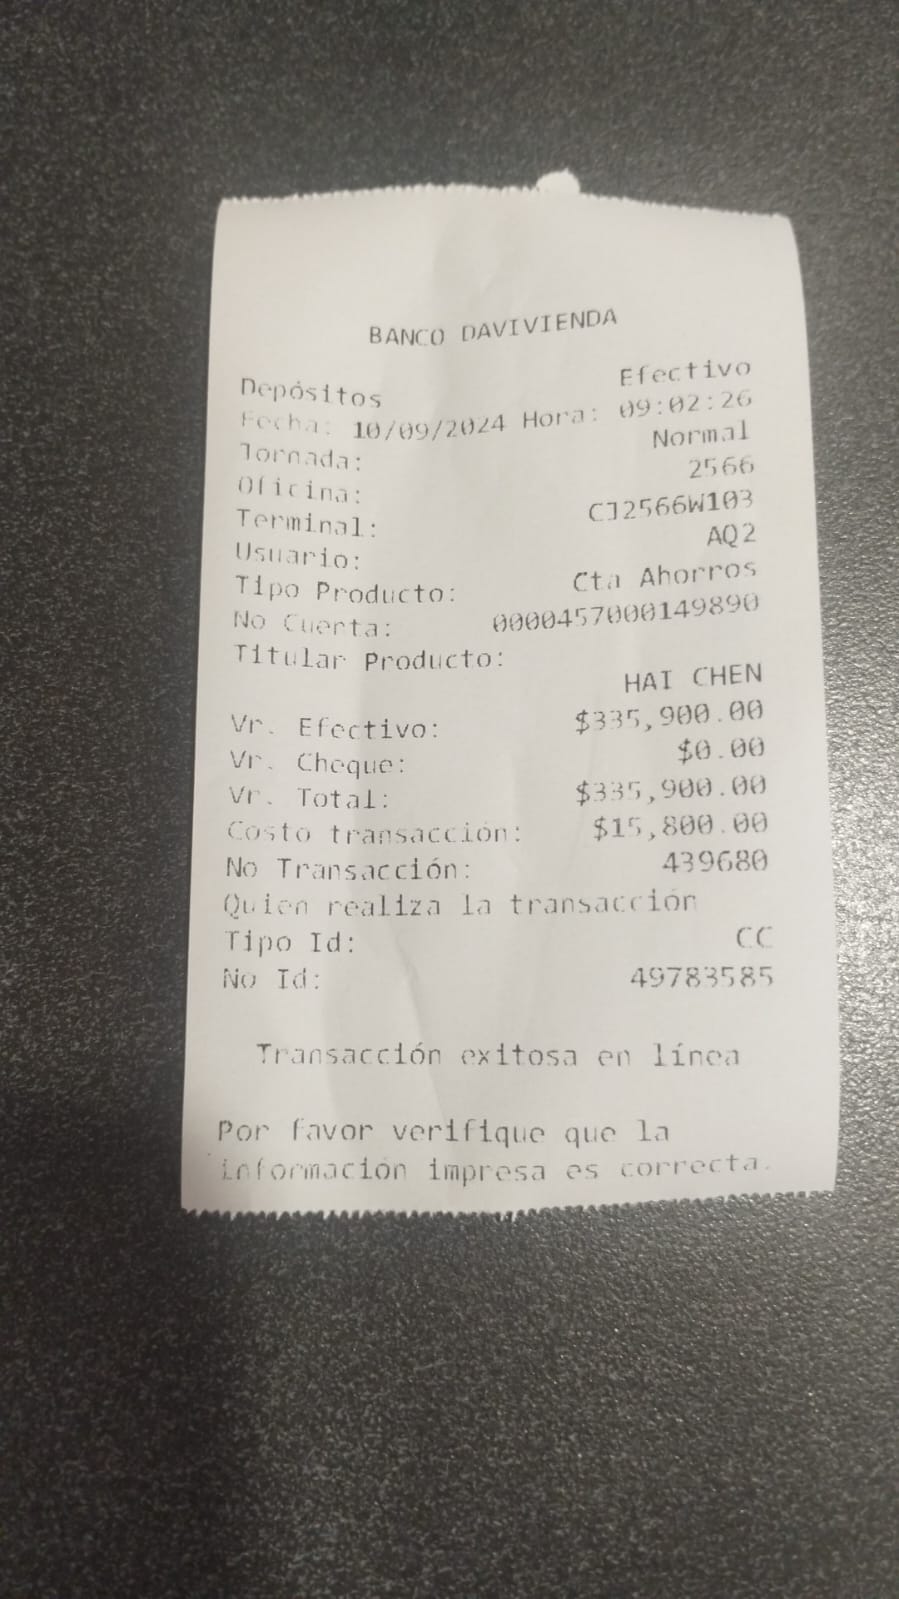 BANCO DAVIVIENDA
Depósitos Efectivo
Fecha: 10/09/2024 Hora: 09:02:26
Jornada: Normal
Oficina: 2566
Terminal: CJ2566W103
Usuario: AQ2
Tipo Producto: Cta Ahorros
No Cuenta: 0000457000149890
Titular Producto:
HAI CHEN
Vr. Efectivo: $335,900.00
Vr. Cheque: $0.00
Vr. Total: $335,900.00
Costo transacción: $15,800.00
No Transacción: 439680
Quien realiza la transacción
Tipo Id: CC
No Id: 49783585
Transacción exitosa en línea
Por favor verifique que la
información impresa es correcta.